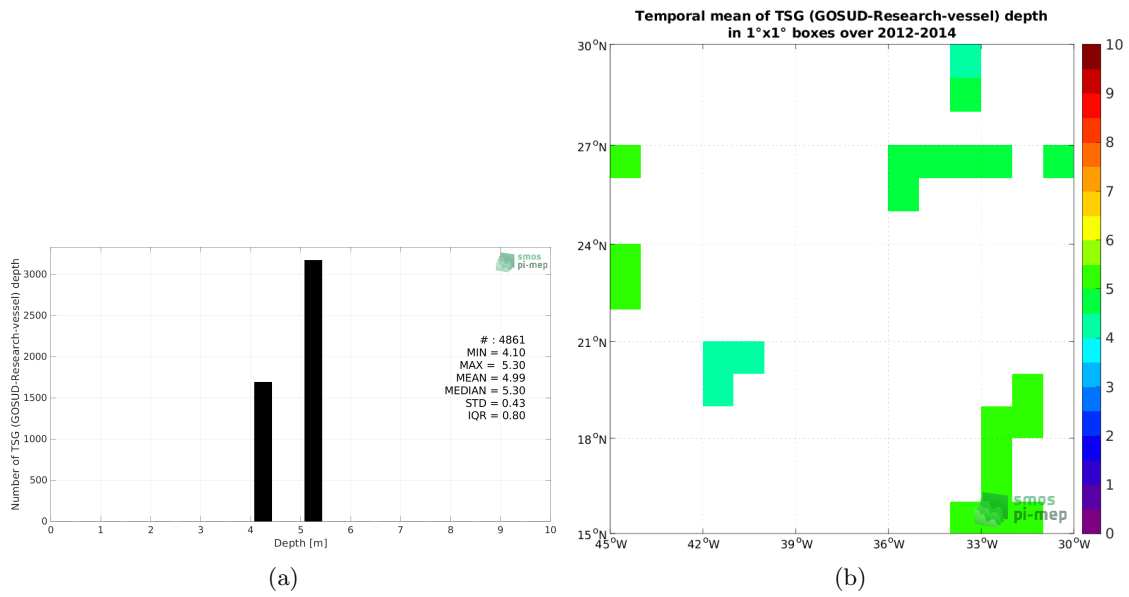 Number of TSG (GOSUD-Research-vessel) depth
3000
2500
2000
1500
1000
500
0
0 1 2 3 4 5 6 7 8 9 10
Depth [m]
smos
pi-mep
# : 4861
MIN = 4.10
MAX = 5.30
MEAN = 4.99
MEDIAN = 5.30
STD = 0.43
IQR = 0.80
(a)
Temporal mean of TSG (GOSUD-Research-vessel) depth
in 1°x1° boxes over 2012-2014
30°N
27°N
24°N
21°N
18°N
15°N
45°W 42°W 39°W 36°W 33°W 30°W
smos
pi-mep
10
9
8
7
6
5
4
3
2
1
0
(b)